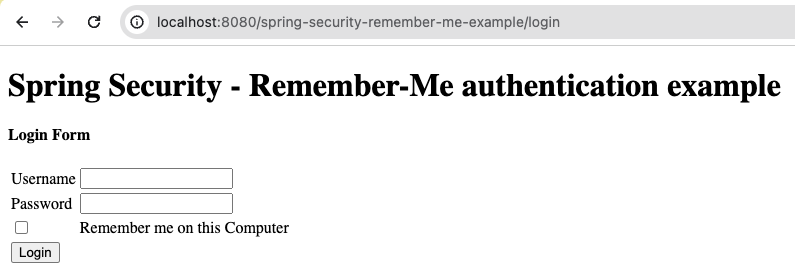 localhost:8080/spring-security-remember-me-example/login
Spring Security - Remember-Me authentication example
Login Form
Username
Password
Remember me on this Computer
Login